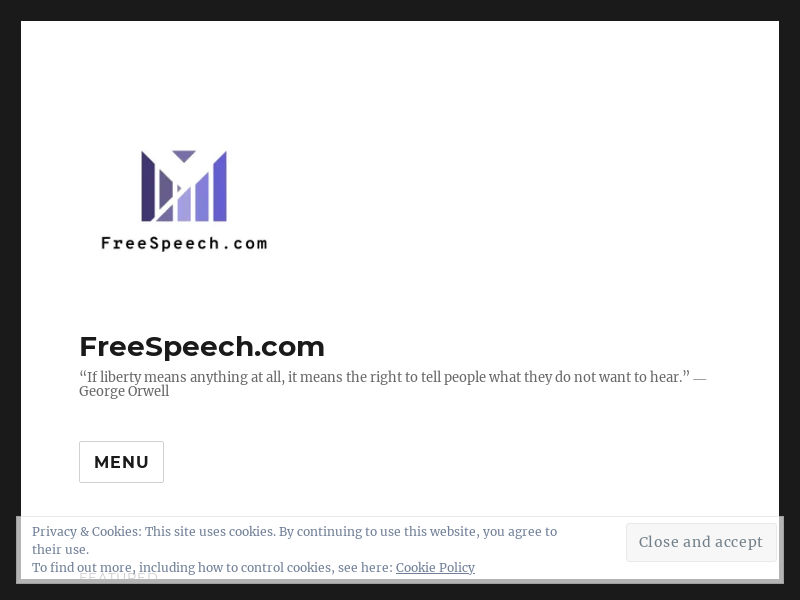 FreeSpeech.com
FreeSpeech.com
“If liberty means anything at all, it means the right to tell people what they do not want to hear.” —
George Orwell
MENU
Privacy & Cookies: This site uses cookies. By continuing to use this website, you agree to
their use.
To find out more, including how to control cookies, see here: Cookie Policy
Close and accept
FEATURED